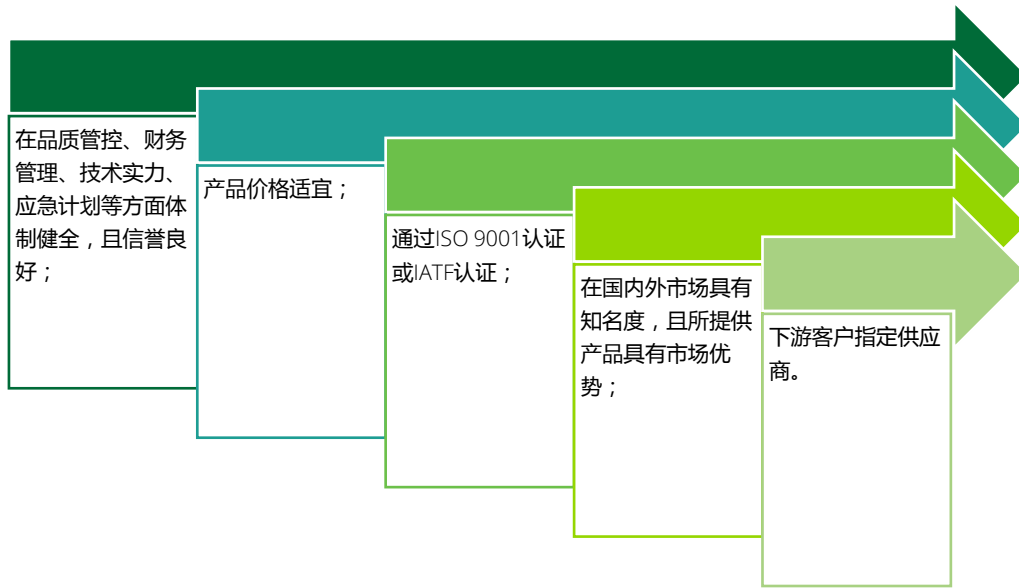 在品质管控、财务
管理、技术实力、
应急计划等方面体
制健全，且信誉良
好；
产品价格适宜；
通过ISO 9001认证
或IATF认证；
在国内外市场具有
知名度，且所提供
产品具有市场优
势；
下游客户指定供应
商。